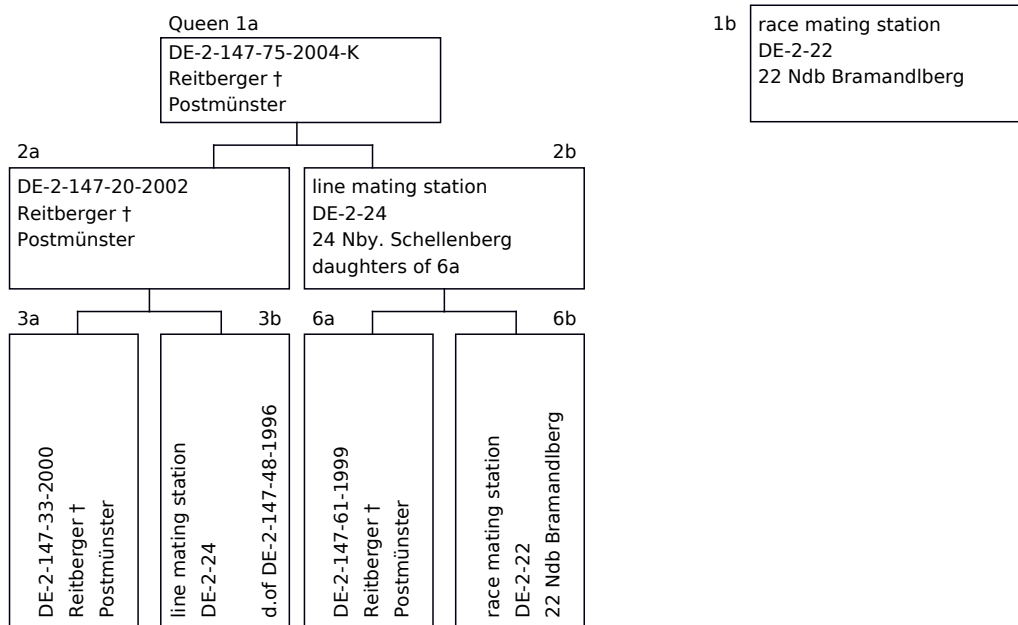 Queen 1a
DE-2-147-75-2004-K
Reitberger †
Postmünster
1b
race mating station
DE-2-22
22 Ndb Bramandlberg
2a
DE-2-147-20-2002
Reitberger †
Postmünster
2b
line mating station
DE-2-24
24 Nby. Schellenberg
daughters of 6a
3a
DE-2-147-33-2000
Reitberger †
Postmünster
3b
line mating station
DE-2-24
d.of DE-2-147-48-1996
6a
DE-2-147-61-1999
Reitberger †
Postmünster
6b
race mating station
DE-2-22
22 Ndb Bramandlberg